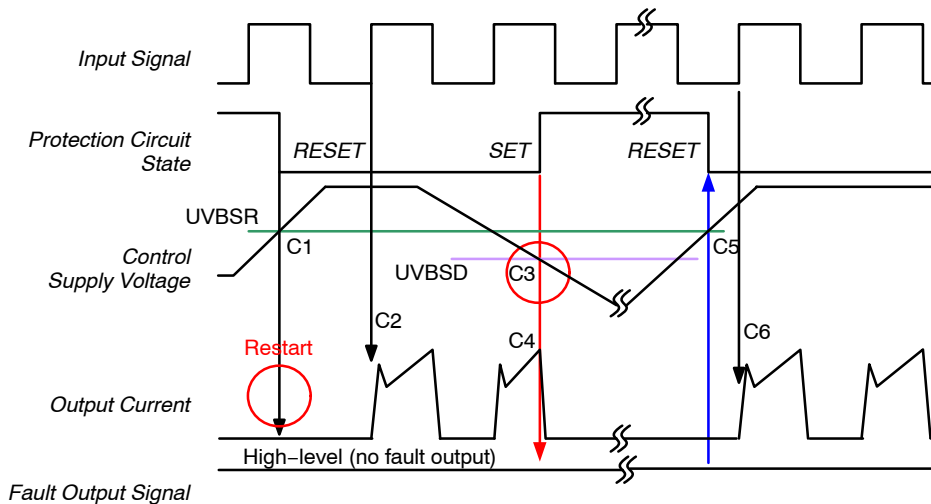 Input Signal
Protection Circuit
State
RESET
SET
RESET
UVBSR
C1
C5
Control
Supply Voltage
UVBSD
C3
C2
C4
C6
Restart
Output Current
High−level (no fault output)
Fault Output Signal